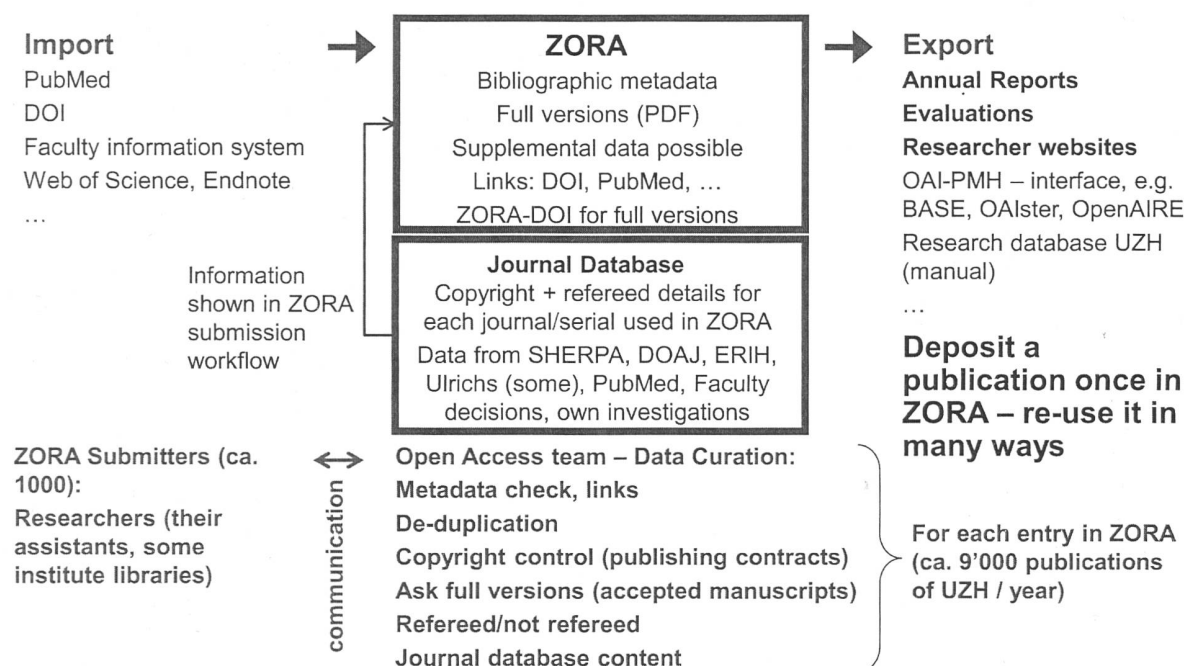 Import
PubMed
DOI
Faculty information system
Web of Science, Endnote
…
Information
shown in ZORA
submission
workflow
ZORA
Bibliographic metadata
Full versions (PDF)
Supplemental data possible
Links: DOI, PubMed, …
ZORA-DOI for full versions
Journal Database
Copyright + refereed details for
each journal/serial used in ZORA
Data from SHERPA, DOAJ, ERIH,
Ulrichs (some), PubMed, Faculty
decisions, own investigations
Export
Annual Reports
Evaluations
Researcher websites
OAI-PMH – interface, e.g.
BASE, OAIster, OpenAIRE
Research database UZH
(manual)
…
Deposit a
publication once in
ZORA – re-use it in
many ways
ZORA Submitters (ca.
1000):
Researchers (their
assistants, some
institute libraries)
communication
Open Access team – Data Curation:
Metadata check, links
De-duplication
Copyright control (publishing contracts)
Ask full versions (accepted manuscripts)
Refereed/not refereed
Journal database content
For each entry in ZORA
(ca. 9’000 publications
of UZH / year)